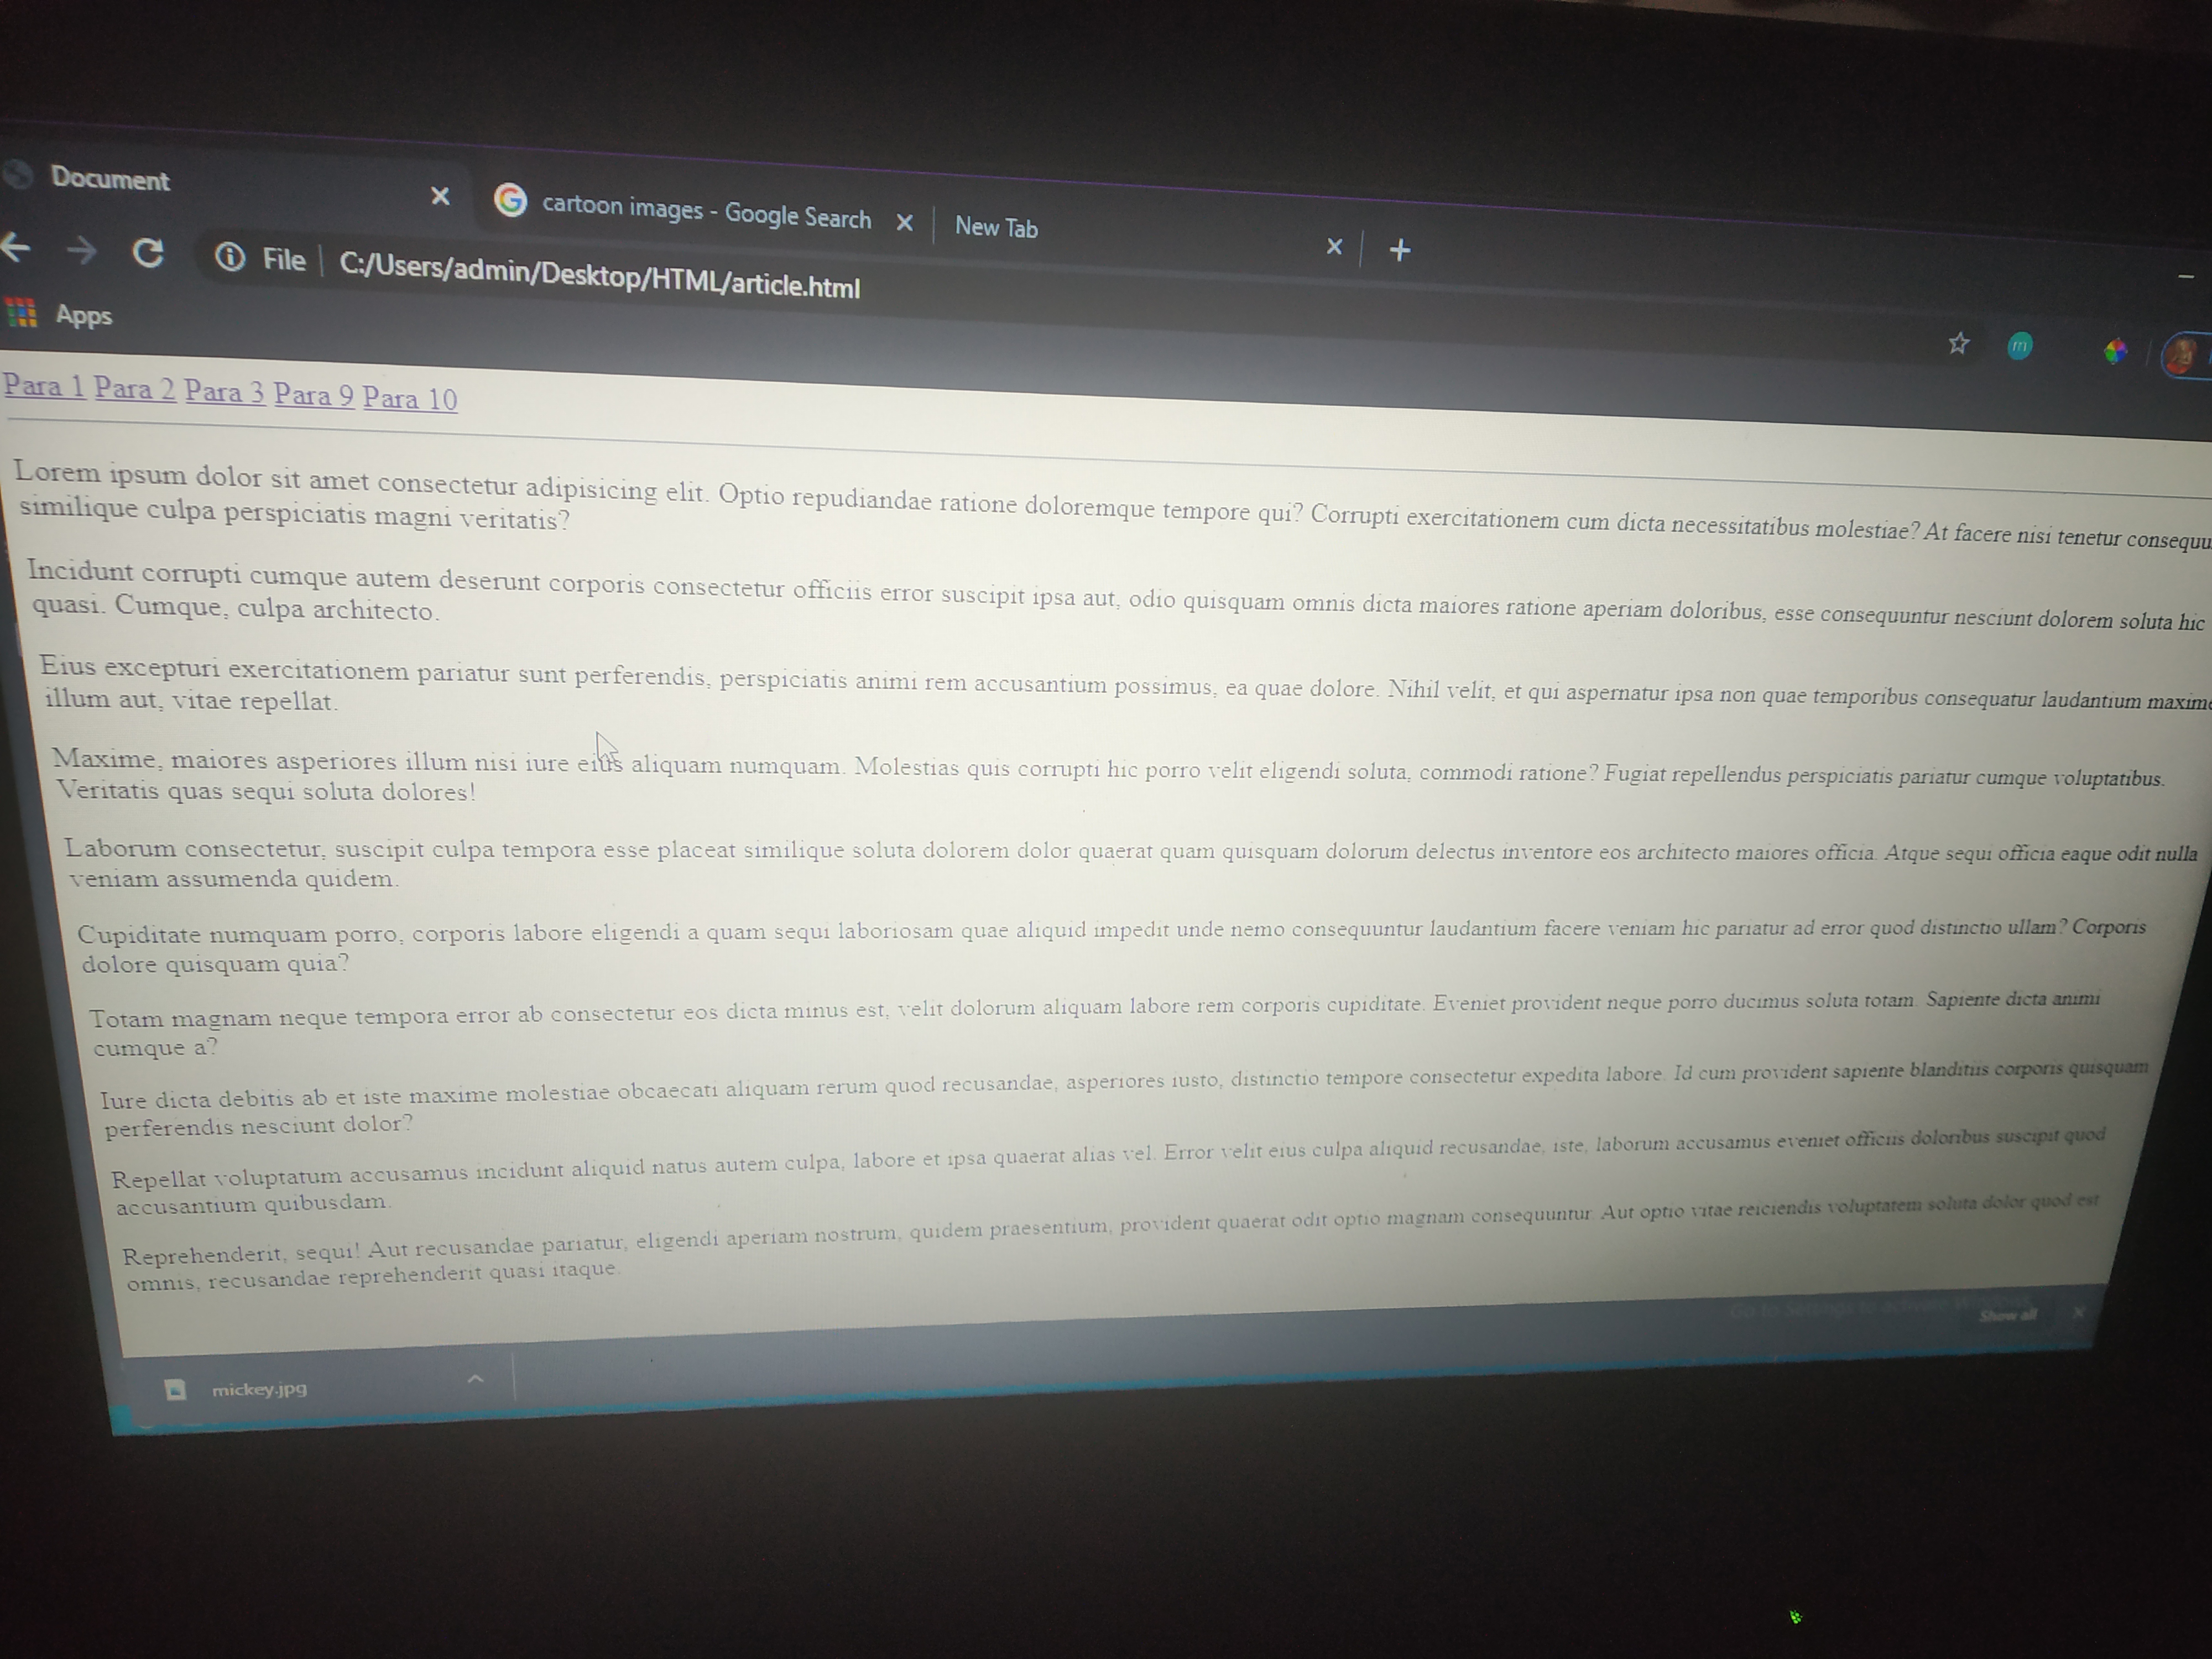 Document
cartoon images - Google Search
New Tab
File
C:/Users/admin/Desktop/HTML/article.html
Apps
m
Para 1 Para 2 Para 3 Para 9 Para 10
Lorem ipsum dolor sit amet consectetur adipisicing elit. Optio repudiandae ratione doloremque tempore qui? Corrupti exercitationem cum dicta necessitatibus molestiae? At facere nisi tenetur consequu
similique culpa perspiciatis magni veritatis?
Incidunt corrupti cumque autem deserunt corporis consectetur officiis error suscipit ipsa aut, odio quisquam omnis dicta maiores ratione aperiam doloribus, esse consequuntur nesciunt dolorem soluta hic
quasi. Cumque, culpa architecto.
Eius excepturi exercitationem pariatur sunt perferendis, perspiciatis animi rem accusantium possimus, ea quae dolore. Nihil velit, et qui aspernatur ipsa non quae temporibus consequatur laudantium maxime
illum aut, vitae repellat.
Maxime, maiores asperiores illum nisi iure eius aliquam numquam. Molestias quis corrupti hic porro velit eligendi soluta, commodi ratione? Fugiat repellendus perspiciatis pariatur cumque voluptatibus.
Veritatis quas sequi soluta dolores!
Laborum consectetur, suscipit culpa tempora esse placeat similique soluta dolorem dolor quaerat quam quisquam dolorum delectus inventore eos architecto maiores officia. Atque sequi officia eaque odit nulla
veniam assumenda quidem.
Cupiditate numquam porro, corporis labore eligendi a quam sequi laboriosam quae aliquid impedit unde nemo consequuntur laudantium facere veniam hic pariatur ad error quod distinctio ullam? Corporis
dolore quisquam quia?
Totam magnam neque tempora error ab consectetur eos dicta minus est, velit dolorum aliquam labore rem corporis cupiditate. Eveniet provident neque porro ducimus soluta totam. Sapiente dicta animi
cumque a?
Iure dicta debitis ab et iste maxime molestiae obcaecati aliquam rerum quod recusandae, asperiores iusto, distinctio tempore consectetur expedita labore. Id cum provident sapiente blanditiis corporis quisquam
perferendis nesciunt dolor?
Repellat voluptatum accusamus incidunt aliquid natus autem culpa, labore et ipsa quaerat alias vel. Error velit eius culpa aliquid recusandae, iste, laborum accusamus eveniet officiis doloribus suscipit quod
accusantium quibusdam.
Reprehenderit, sequi! Aut recusandae pariatur, eligendi aperiam nostrum, quidem praesentium, provident quaerat odit optio magnam consequuntur. Aut optio vitae reiciendis voluptatem soluta dolor quod est
omnis, recusandae reprehenderit quasi itaque.
Go to Settings to activate
Show all
mickey.jpg